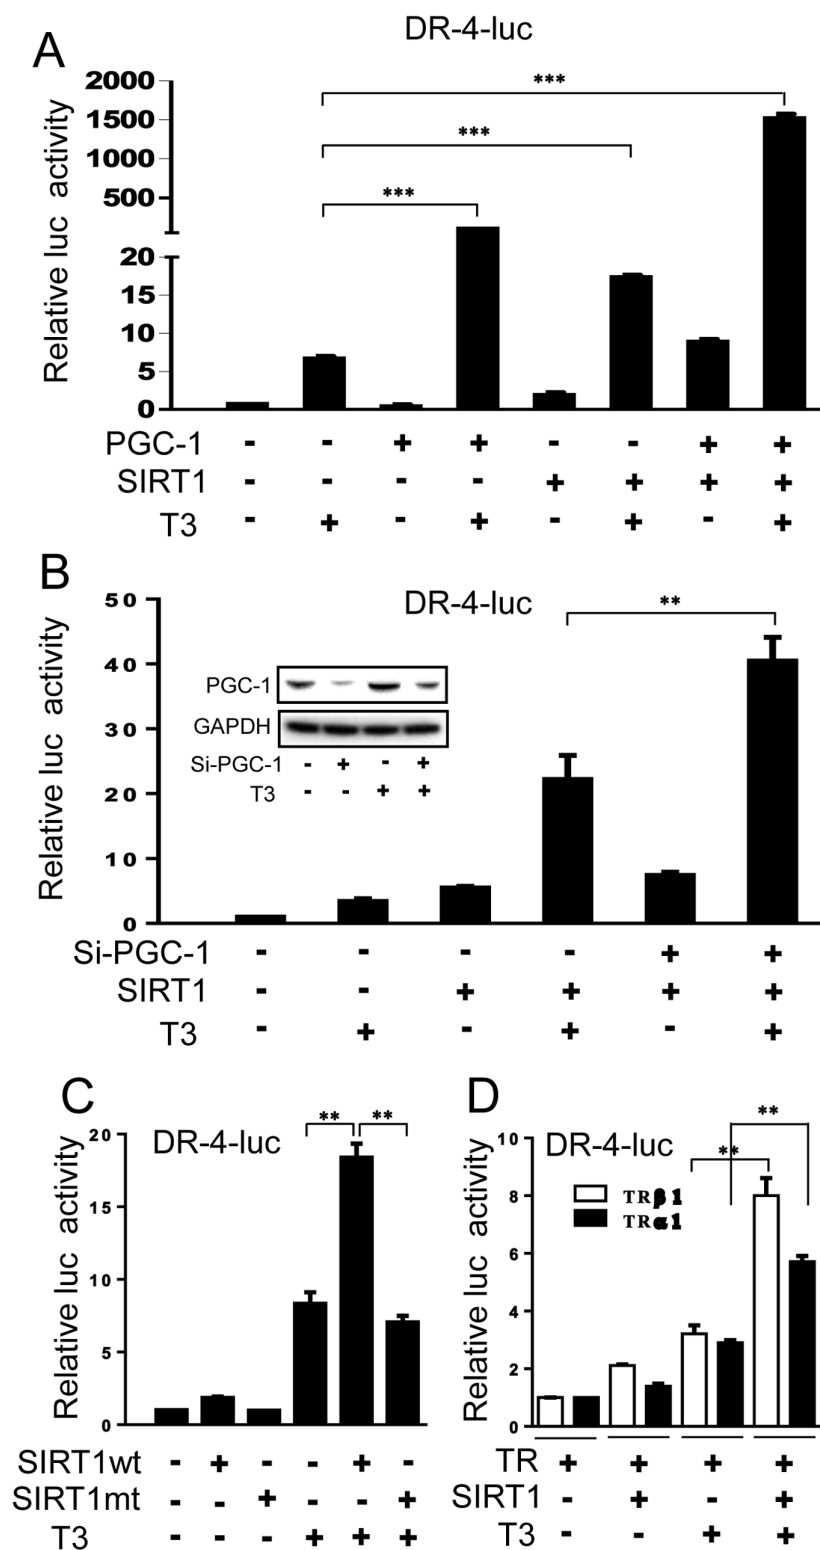 A
DR-4-luc
Relative luc activity
2000
1500
1000
500
20
15
10
5
0
***
***
***
PGC-1 - - + + - - + +
SIRT1 - - - - + + + +
T3 - + - + - + - +
B
DR-4-luc
Relative luc activity
50
40
30
20
10
0
**
PGC-1
GAPDH
Si-PGC-1 - + - +
T3 - - + +
Si-PGC-1 - - - - + +
SIRT1 - - + + + +
T3 - + - + - +
C
DR-4-luc
Relative luc activity
20
15
10
5
0
** **
SIRT1wt - + - - + -
SIRT1mt - - + - - +
T3 - - - + + +
D
DR-4-luc
Relative luc activity
10
8
6
4
2
0
**
**
TRβ1
TRα1
TR + + + +
SIRT1 - + - +
T3 - - + +